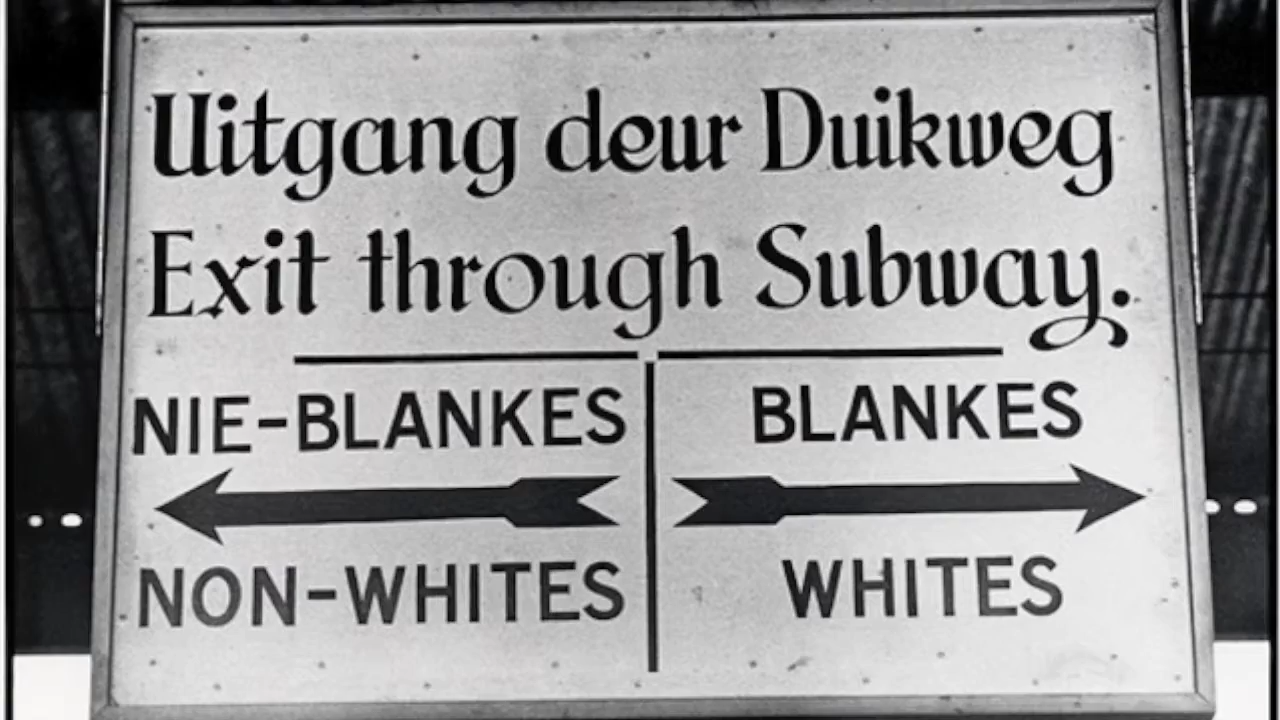 Uitgang deur Duikweg
Exit through Subway.
NIE-BLANKES
NON-WHITES
BLANKES
WHITES